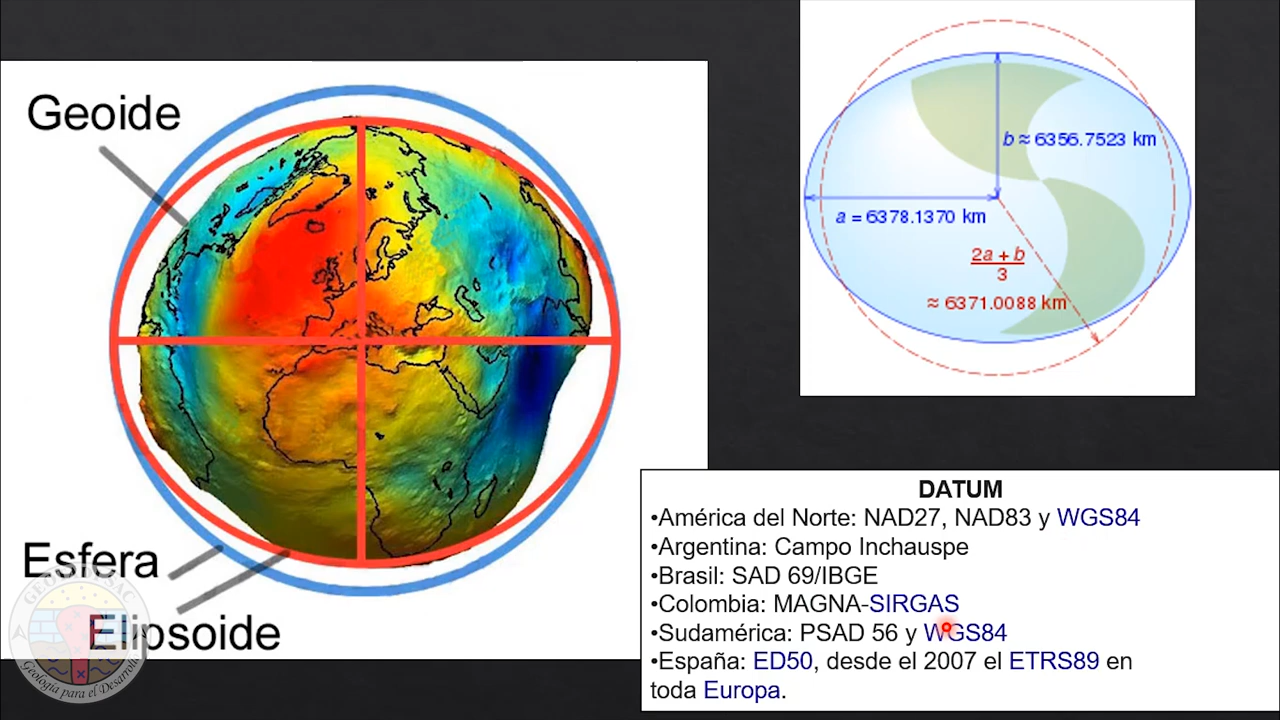 Geoide
Esfera
Elipsoide
Geología para el Desarrollo
b ≈ 6356.7523 km
a = 6378.1370 km
2a + b
3
≈ 6371.0088 km
DATUM
•América del Norte: NAD27, NAD83 y WGS84
•Argentina: Campo Inchauspe
•Brasil: SAD 69/IBGE
•Colombia: MAGNA-SIRGAS
•Sudamérica: PSAD 56 y WGS84
•España: ED50, desde el 2007 el ETRS89 en
toda Europa.